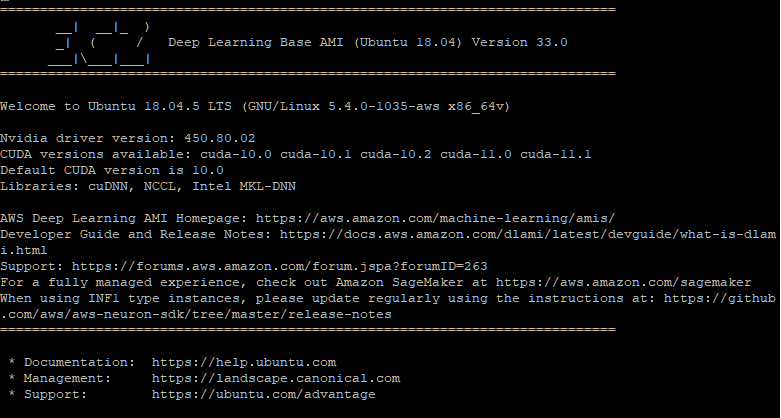 =============================================================================
       __|  __|_  )
       _|  (     /   Deep Learning Base AMI (Ubuntu 18.04) Version 33.0
      ___|\___|___|
=============================================================================
Welcome to Ubuntu 18.04.5 LTS (GNU/Linux 5.4.0-1035-aws x86_64v)
Nvidia driver version: 450.80.02
CUDA versions available: cuda-10.0 cuda-10.1 cuda-10.2 cuda-11.0 cuda-11.1
Default CUDA version is 10.0
Libraries: cuDNN, NCCL, Intel MKL-DNN
AWS Deep Learning AMI Homepage: https://aws.amazon.com/machine-learning/amis/
Developer Guide and Release Notes: https://docs.aws.amazon.com/dlami/latest/devguide/what-is-dlam
i.html
Support: https://forums.aws.amazon.com/forum.jspa?forumID=263
For a fully managed experience, check out Amazon SageMaker at https://aws.amazon.com/sagemaker
When using INF1 type instances, please update regularly using the instructions at: https://github
.com/aws/aws-neuron-sdk/tree/master/release-notes
=============================================================================
 * Documentation:  https://help.ubuntu.com
 * Management:     https://landscape.canonical.com
 * Support:        https://ubuntu.com/advantage